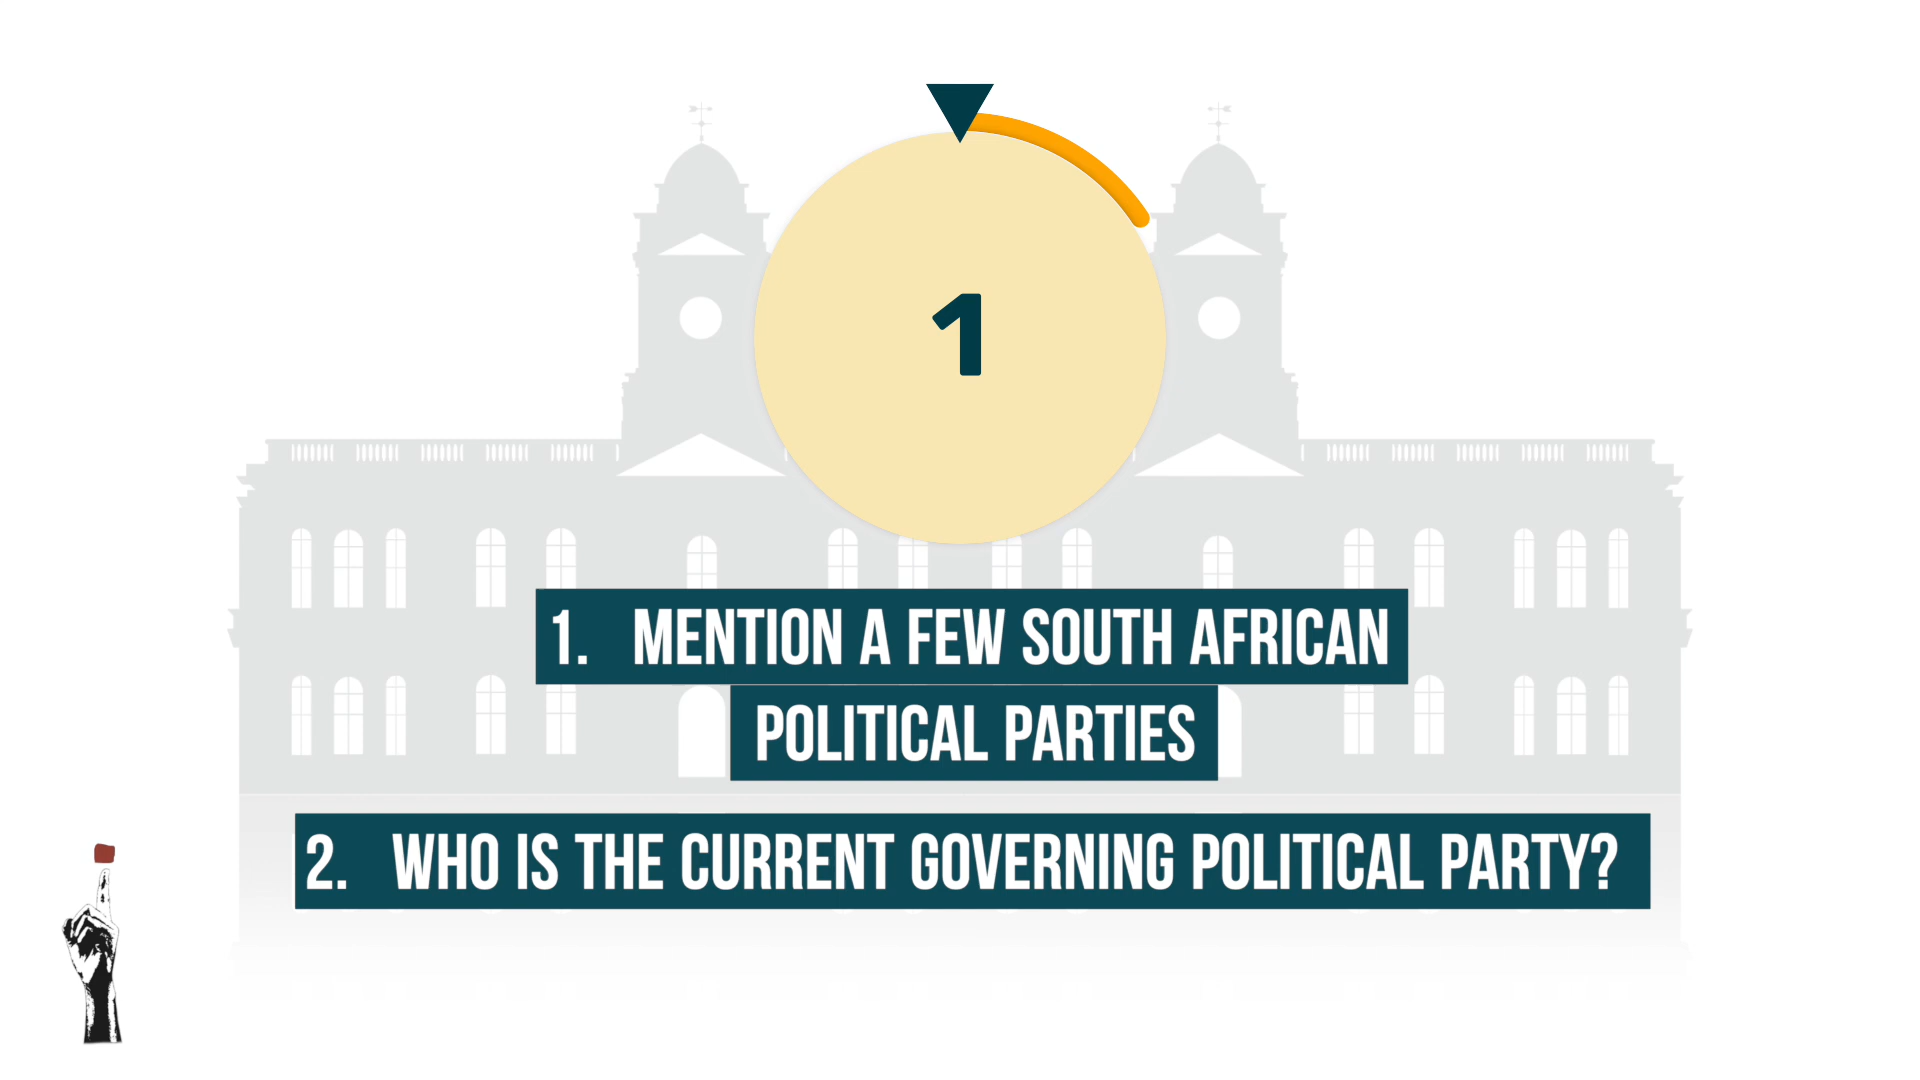 1
1. MENTION A FEW SOUTH AFRICAN
POLITICAL PARTIES
2. WHO IS THE CURRENT GOVERNING POLITICAL PARTY?